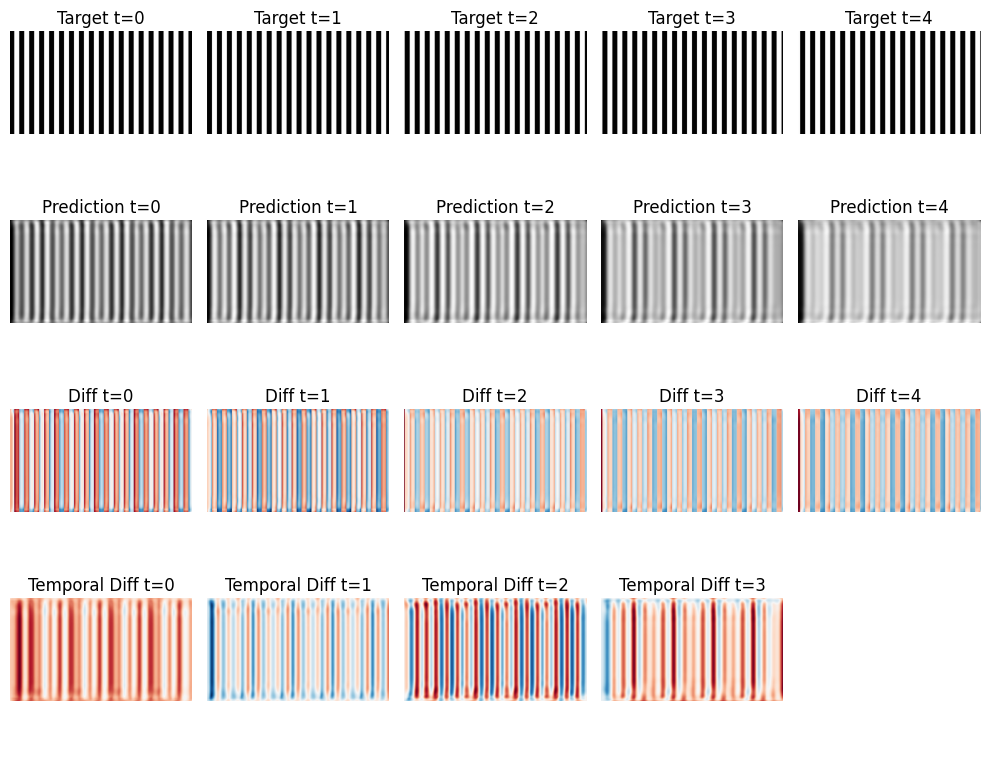 Target t=0 Target t=1 Target t=2 Target t=3 Target t=4
Prediction t=0 Prediction t=1 Prediction t=2 Prediction t=3 Prediction t=4
Diff t=0 Diff t=1 Diff t=2 Diff t=3 Diff t=4
Temporal Diff t=0 Temporal Diff t=1 Temporal Diff t=2 Temporal Diff t=3